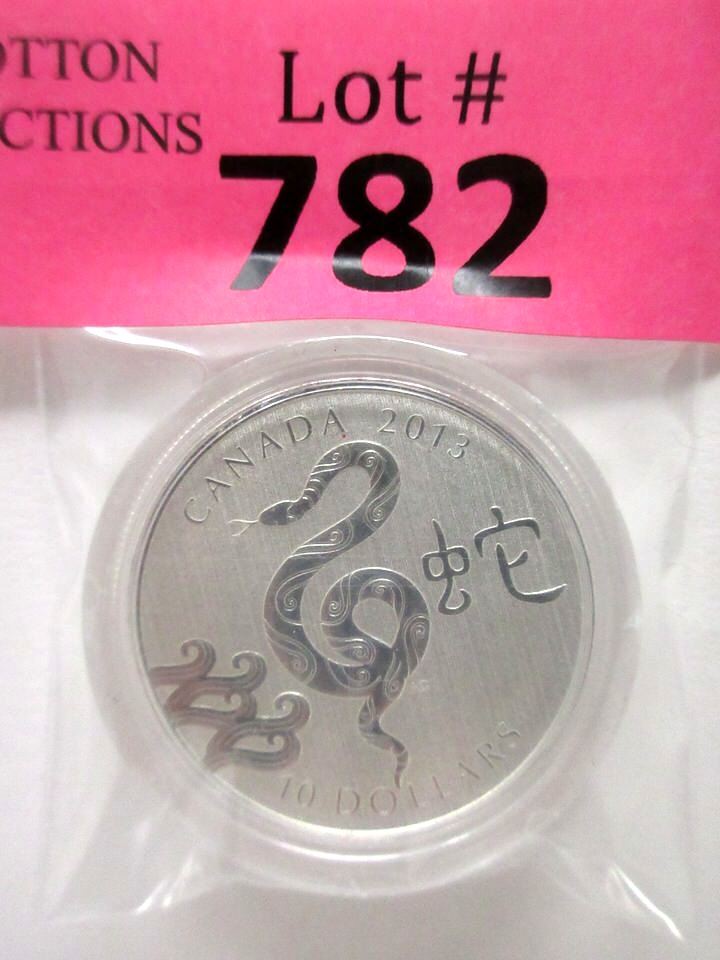 OTTON
CTIONS
Lot #
782
CANADA 2013
蛇
10 DOLLARS